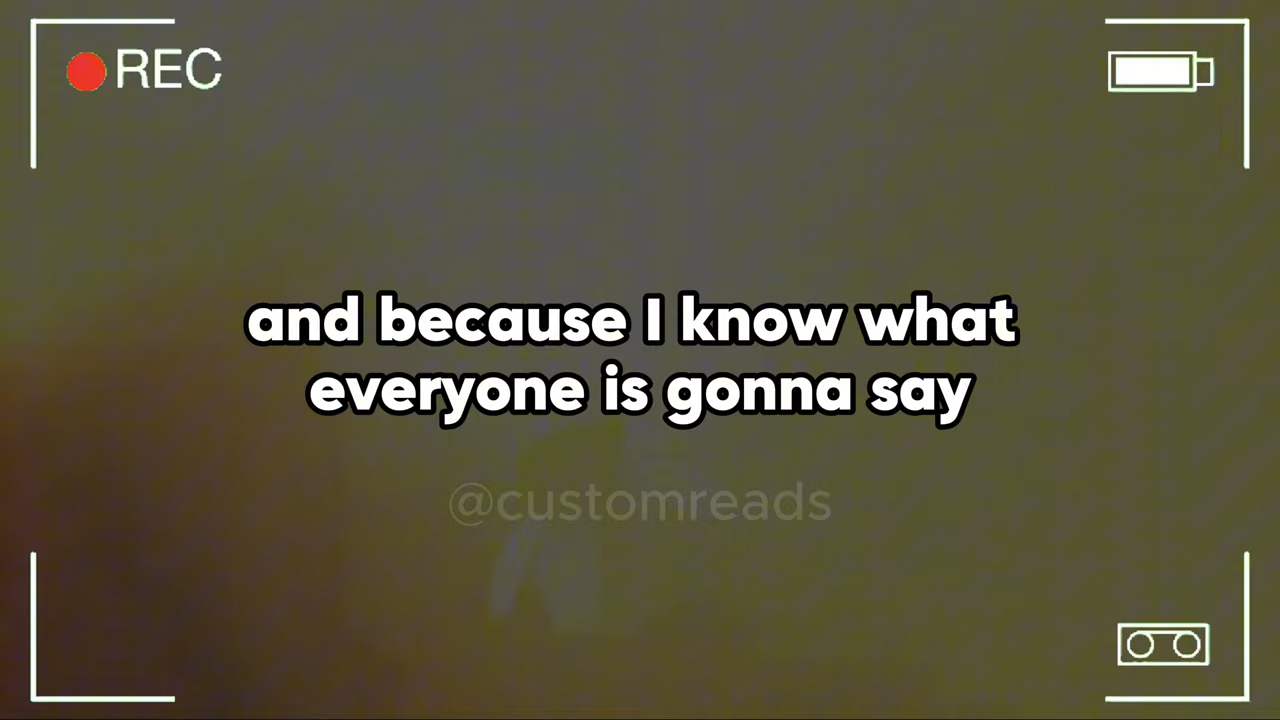 REC
and because I know what
everyone is gonna say
@customreads